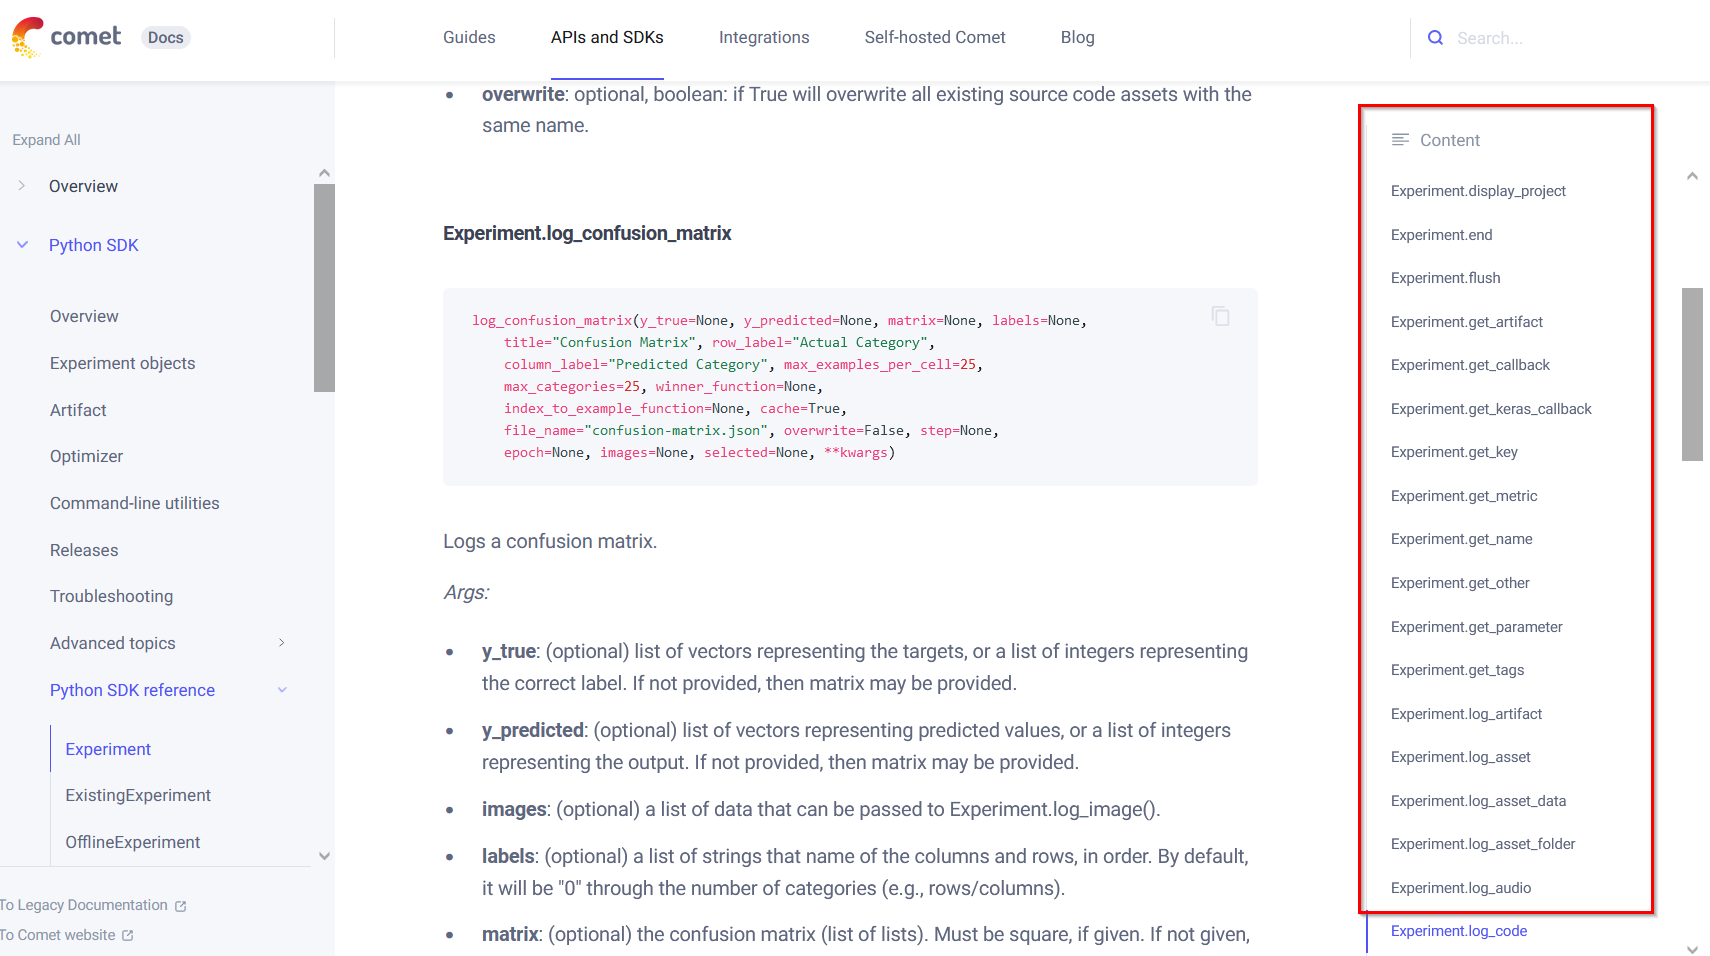 comet Docs
Guides
APIs and SDKs
Integrations
Self-hosted Comet
Blog
Search...
Expand All
Overview
Python SDK
Overview
Experiment objects
Artifact
Optimizer
Command-line utilities
Releases
Troubleshooting
Advanced topics
Python SDK reference
Experiment
ExistingExperiment
OfflineExperiment
To Legacy Documentation
To Comet website
• overwrite: optional, boolean: if True will overwrite all existing source code assets with the
same name.
Experiment.log_confusion_matrix
log_confusion_matrix(y_true=None, y_predicted=None, matrix=None, labels=None,
title="Confusion Matrix", row_label="Actual Category",
column_label="Predicted Category", max_examples_per_cell=25,
max_categories=25, winner_function=None,
index_to_example_function=None, cache=True,
file_name="confusion-matrix.json", overwrite=False, step=None,
epoch=None, images=None, selected=None, **kwargs)
Logs a confusion matrix.
Args:
• y_true: (optional) list of vectors representing the targets, or a list of integers representing
the correct label. If not provided, then matrix may be provided.
• y_predicted: (optional) list of vectors representing predicted values, or a list of integers
representing the output. If not provided, then matrix may be provided.
• images: (optional) a list of data that can be passed to Experiment.log_image().
• labels: (optional) a list of strings that name of the columns and rows, in order. By default,
it will be "0" through the number of categories (e.g., rows/columns).
• matrix: (optional) the confusion matrix (list of lists). Must be square, if given. If not given,
Content
Experiment.display_project
Experiment.end
Experiment.flush
Experiment.get_artifact
Experiment.get_callback
Experiment.get_keras_callback
Experiment.get_key
Experiment.get_metric
Experiment.get_name
Experiment.get_other
Experiment.get_parameter
Experiment.get_tags
Experiment.log_artifact
Experiment.log_asset
Experiment.log_asset_data
Experiment.log_asset_folder
Experiment.log_audio
Experiment.log_code